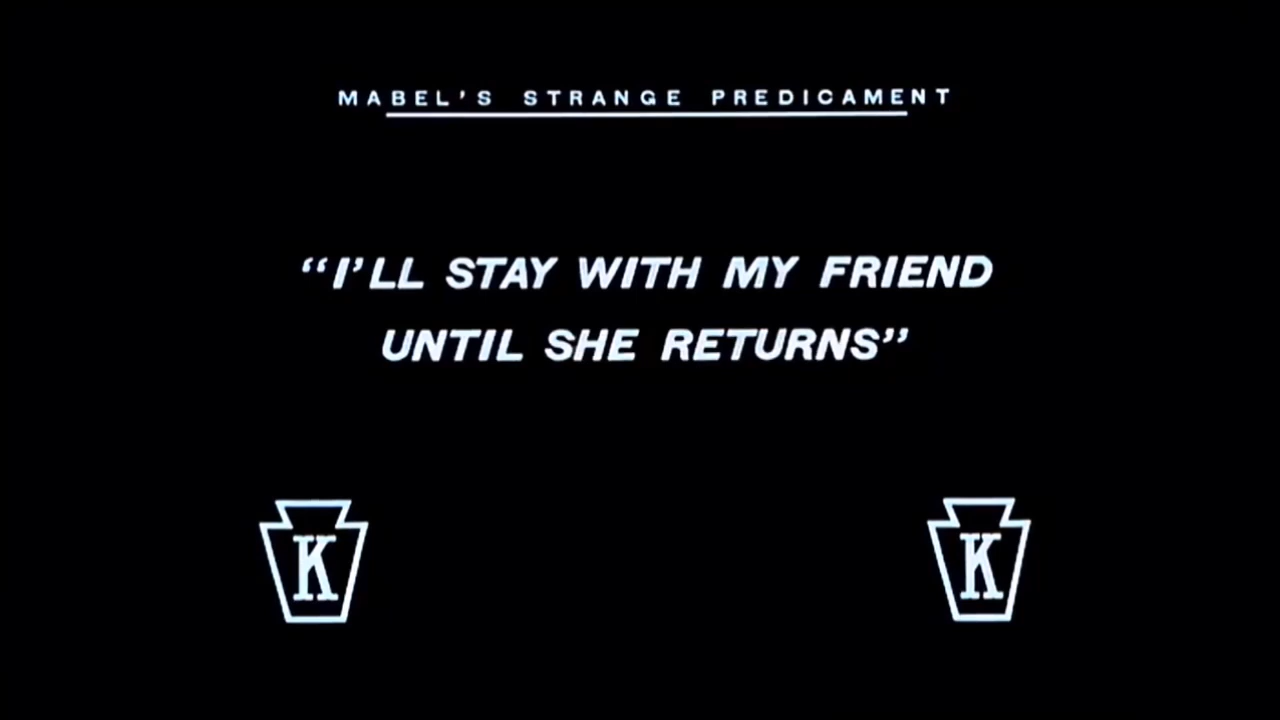 MABEL'S STRANGE PREDICAMENT
“I'LL STAY WITH MY FRIEND
UNTIL SHE RETURNS”
K K